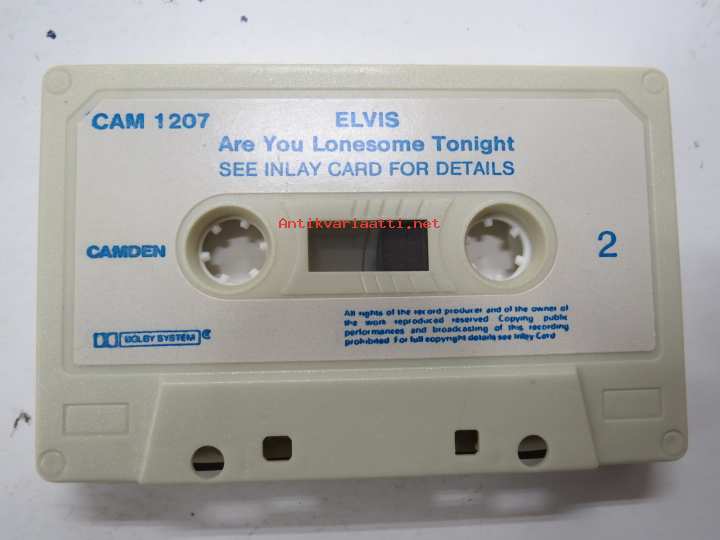 CAM 1207 ELVIS
Are You Lonesome Tonight
SEE INLAY CARD FOR DETAILS
Antikvariaatti.net
CAMDEN 2
DOLBY SYSTEM
All rights of the record producer and of the owner of
the work reproduced reserved Copying public
performances and broadcasting of this recording
prohibited For full copyright details see Inlay Card